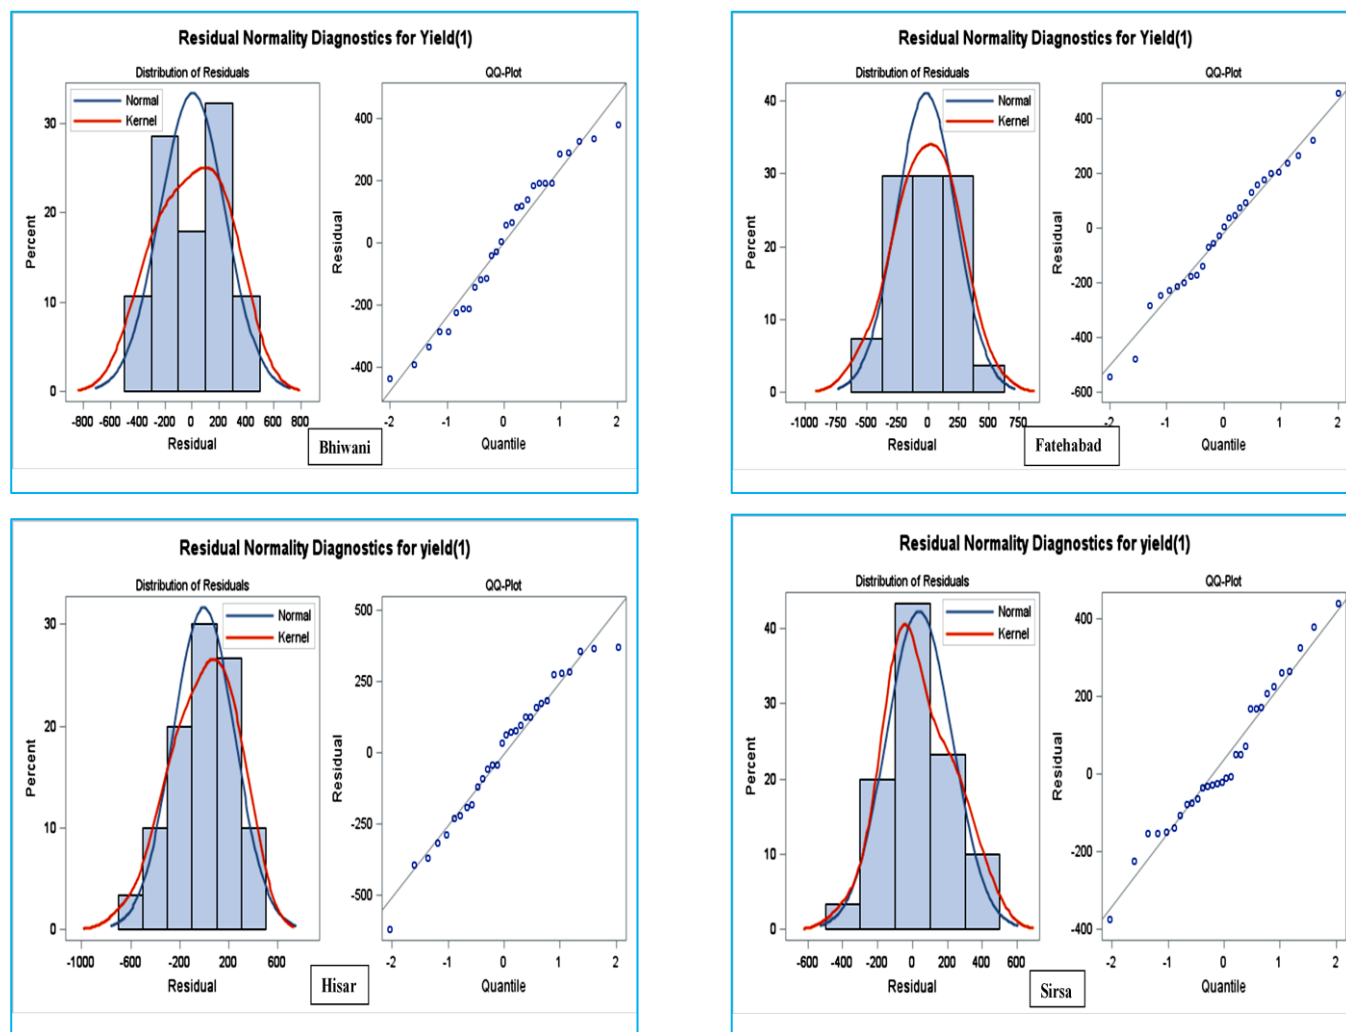 Residual Normality Diagnostics for Yield(1)
Distribution of Residuals
QQ-Plot
Normal
Kernel
Percent
30
20
10
0
-800 -600 -400 -200 0 200 400 600 800
Residual
Residual
400
200
0
-200
-400
-2 -1 0 1 2
Quantile
Bhiwani
Residual Normality Diagnostics for Yield(1)
Distribution of Residuals
QQ-Plot
Normal
Kernel
Percent
40
30
20
10
0
-1000 -750 -500 -250 0 250 500 750
Residual
Residual
400
200
0
-200
-400
-600
-2 -1 0 1 2
Quantile
Fatehabad
Residual Normality Diagnostics for yield(1)
Distribution of Residuals
QQ-Plot
Normal
Kernel
Percent
30
20
10
0
-1000 -600 -200 200 600
Residual
Residual
500
250
0
-250
-500
-2 -1 0 1 2
Quantile
Hisar
Residual Normality Diagnostics for yield(1)
Distribution of Residuals
QQ-Plot
Normal
Kernel
Percent
40
30
20
10
0
-600 -400 -200 0 200 400 600
Residual
Residual
400
200
0
-200
-400
-2 -1 0 1 2
Quantile
Sirsa